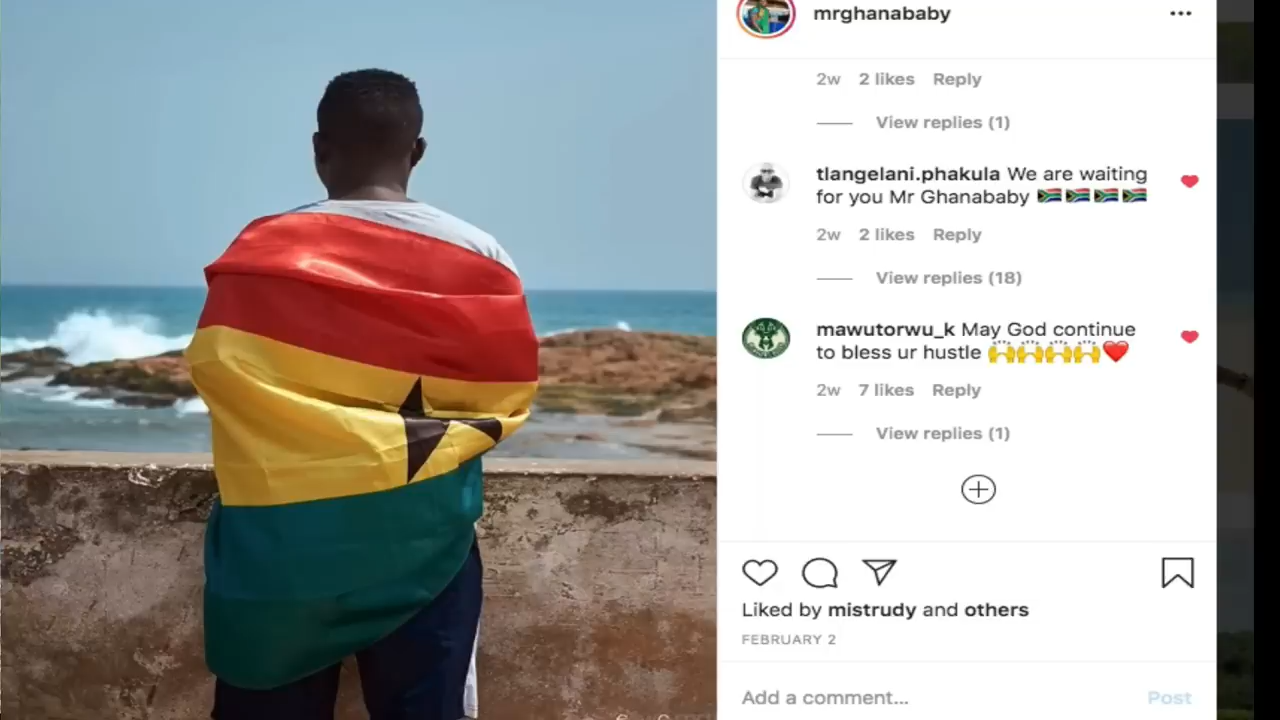 mrghanababy
2w 2 likes Reply
View replies (1)
tlangelani.phakula We are waiting
for you Mr Ghanababy 🇿🇦🇿🇦🇿🇦🇿🇦
2w 2 likes Reply
View replies (18)
mawutorwu_k May God continue
to bless ur hustle 🙌🙌🙌🙌❤️
2w 7 likes Reply
View replies (1)
Liked by mistrudy and others
FEBRUARY 2
Add a comment...
Post